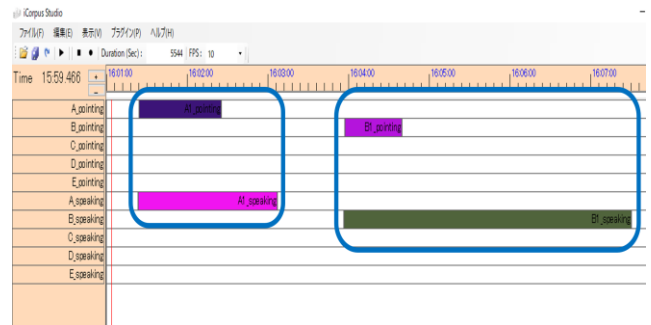 iCorpus Studio
ファイル(F) 編集(E) 表示(V) プラグイン(P) ヘルプ(H)
Duration (Sec) : 5544 FPS : 10
Time 15:59.466 + 16:01:00 16:02:00 16:03:00 16:04:00 16:05:00 16:06:00 16:07:00
A_pointing A1_pointing
B_pointing B1_pointing
C_pointing
D_pointing
E_pointing
A_speaking A1_speaking
B_speaking B1_speaking
C_speaking
D_speaking
E_speaking